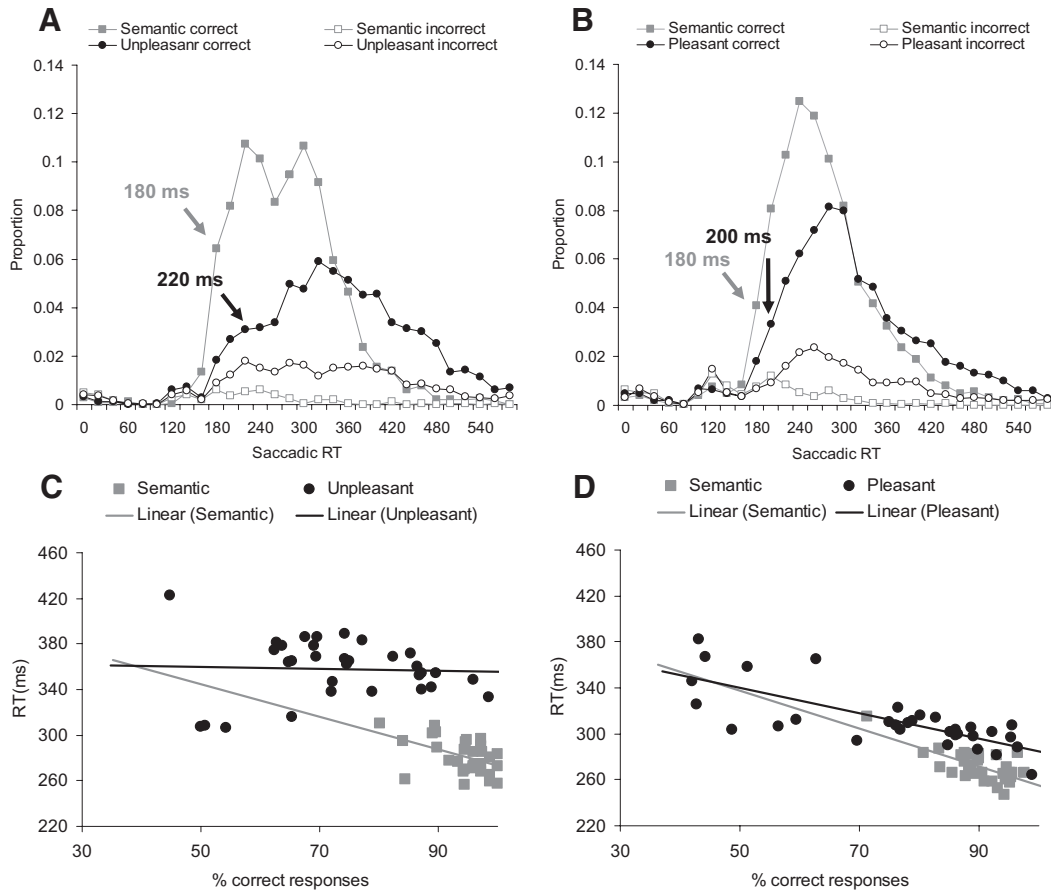 A
Semantic correct
Semantic incorrect
Unpleasanr correct
Unpleasant incorrect
0.14
0.12
0.1
0.08
0.06
0.04
0.02
0
Proportion
180 ms
220 ms
0 60 120 180 240 300 360 420 480 540
Saccadic RT
B
Semantic correct
Semantic incorrect
Pleasant correct
Pleasant incorrect
0.14
0.12
0.1
0.08
0.06
0.04
0.02
0
Proportion
200 ms
180 ms
0 60 120 180 240 300 360 420 480 540
Saccadic RT
C
Semantic
Unpleasant
Linear (Semantic)
Linear (Unpleasant)
460
420
380
340
300
260
220
RT(ms)
30 50 70 90
% correct responses
D
Semantic
Pleasant
Linear (Semantic)
Linear (Pleasant)
460
420
380
340
300
260
220
RT(ms)
30 50 70 90
% correct responses